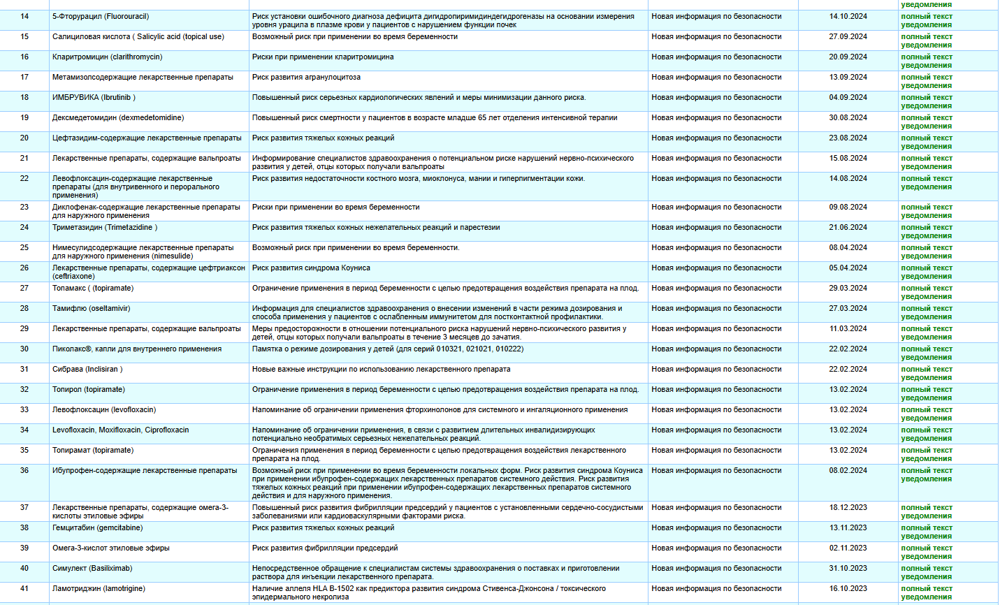 уведомления
14 5-Фторурацил (Fluorouracil) Риск установки ошибочного диагноза дефицита дигидропиримидиндегидрогеназы на основании измерения Новая информация по безопасности 14.10.2024 полный текст
уровня урацила в плазме крови у пациентов с нарушением функции почек уведомления
15 Салициловая кислота ( Salicylic acid (topical use) Возможный риск при применении во время беременности Новая информация по безопасности 27.09.2024 полный текст
уведомления
16 Кларитромицин (clarithromycin) Риски при применении кларитромицина Новая информация по безопасности 20.09.2024 полный текст
уведомления
17 Метамизолсодержащие лекарственные препараты Риск развития агранулоцитоза Новая информация по безопасности 13.09.2024 полный текст
уведомления
18 ИМБРУВИКА (Ibrutinib ) Повышенный риск серьезных кардиологических явлений и меры минимизации данного риска. Новая информация по безопасности 04.09.2024 полный текст
уведомления
19 Дексмедетомидин (dexmedetomidine) Повышенный риск смертности у пациентов в возрасте младше 65 лет отделения интенсивной терапии Новая информация по безопасности 30.08.2024 полный текст
уведомления
20 Цефтазидим-содержащие лекарственные препараты Риск развития тяжелых кожных реакций Новая информация по безопасности 23.08.2024 полный текст
уведомления
21 Лекарственные препараты, содержащие вальпроаты Информирование специалистов здравоохранения о потенциальном риске нарушений нервно-психического Новая информация по безопасности 15.08.2024 полный текст
развития у детей, отцы которых получали вальпроаты уведомления
22 Левофлоксацин-содержащие лекарственные Риск развития недостаточности костного мозга, миоклонуса, мании и гиперпигментации кожи. Новая информация по безопасности 14.08.2024 полный текст
препараты (для внутривенного и перорального уведомления
применения)
23 Диклофенак-содержащие лекарственные препараты Риски при применении во время беременности Новая информация по безопасности 09.08.2024 полный текст
для наружного применения уведомления
24 Триметазидин (Trimetazidine ) Риск развития тяжелых кожных нежелательных реакций и парестезии Новая информация по безопасности 21.06.2024 полный текст
уведомления
25 Нимесулидсодержащие лекарственные препараты Возможный риск при применении во время беременности. Новая информация по безопасности 08.04.2024 полный текст
для наружного применения (nimesulide) уведомления
26 Лекарственные препараты, содержащие цефтриаксон Риск развития синдрома Коуниса Новая информация по безопасности 05.04.2024 полный текст
(ceftriaxone) уведомления
27 Топамакс ( (topiramate) Ограничение применения в период беременности с целью предотвращения воздействия препарата на плод. Новая информация по безопасности 29.03.2024 полный текст
уведомления
28 Тамифлю (oseltamivir) Информация для специалистов здравоохранения о внесении изменений в части режима дозирования и Новая информация по безопасности 27.03.2024 полный текст
способа применения у пациентов с ослабленным иммунитетом для постконтактной профилактики. уведомления
29 Лекарственные препараты, содержащие вальпроаты Меры предосторожности в отношении потенциального риска нарушений нервно-психического развития у Новая информация по безопасности 11.03.2024 полный текст
детей, отцы которых получали вальпроаты в течение 3 месяцев до зачатия. уведомления
30 Пиколакс®, капли для внутреннего применения Памятка о режиме дозирования у детей (для серий 010321, 021021, 010222) Новая информация по безопасности 22.02.2024 полный текст
уведомления
31 Сибрава (Inclisiran ) Новые важные инструкции по использованию лекарственного препарата Новая информация по безопасности 22.02.2024 полный текст
уведомления
32 Топирол (topiramate) Ограничение применения в период беременности с целью предотвращения воздействия препарата на плод. Новая информация по безопасности 13.02.2024 полный текст
уведомления
33 Левофлоксацин (levofloxacin) Напоминание об ограничении применения фторхинолонов для системного и ингаляционного применения Новая информация по безопасности 13.02.2024 полный текст
уведомления
34 Levofloxacin, Moxifloxacin, Ciprofloxacin Напоминание об ограничении применения, в связи с развитием длительных инвалидизирующих Новая информация по безопасности 13.02.2024 полный текст
потенциально необратимых серьезных нежелательных реакций. уведомления
35 Топирамат (topiramate) Ограничения применения в период беременности с целью предотвращения воздействия лекарственного Новая информация по безопасности 13.02.2024 полный текст
препарата на плод. уведомления
36 Ибупрофен-содержащие лекарственные препараты Возможный риск при применении во время беременности локальных форм. Риск развития синдрома Коуниса Новая информация по безопасности 08.02.2024 полный текст
при применении ибупрофен-содержащих лекарственных препаратов системного действия. Риск развития уведомления
тяжелых кожных реакций при применении ибупрофен-содержащих лекарственных препаратов системного
действия и для наружного применения.
37 Лекарственные препараты, содержащие омега-3- Повышенный риск развития фибрилляции предсердий у пациентов с установленными сердечно-сосудистыми Новая информация по безопасности 18.12.2023 полный текст
кислоты этиловые эфиры заболеваниями или кардиоваскулярными факторами риска. уведомления
38 Гемцитабин (gemcitabine) Риск развития тяжелых кожных реакций Новая информация по безопасности 13.11.2023 полный текст
уведомления
39 Омега-3-кислот этиловые эфиры Риск развития фибрилляции предсердий Новая информация по безопасности 02.11.2023 полный текст
уведомления
40 Симулект (Basiliximab) Непосредственное обращение к специалистам системы здравоохранения о поставках и приготовлении Новая информация по безопасности 31.10.2023 полный текст
раствора для инъекции лекарственного препарата. уведомления
41 Ламотриджин (lamotrigine) Наличие аллеля HLA B-1502 как предиктора развития синдрома Стивенса-Джонсона / токсического Новая информация по безопасности 16.10.2023 полный текст
эпидермального некролиза уведомления